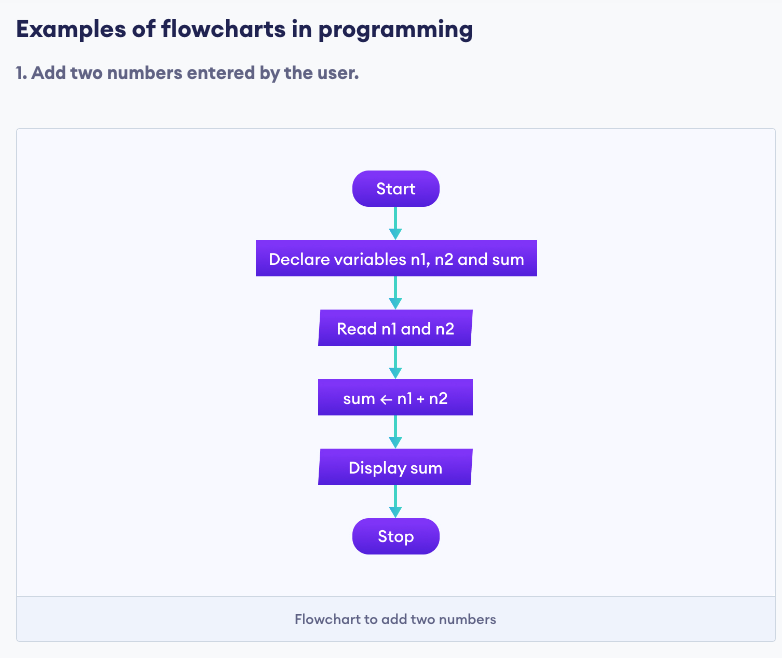 Examples of flowcharts in programming
1. Add two numbers entered by the user.
Start
Declare variables n1, n2 and sum
Read n1 and n2
sum ← n1 + n2
Display sum
Stop
Flowchart to add two numbers